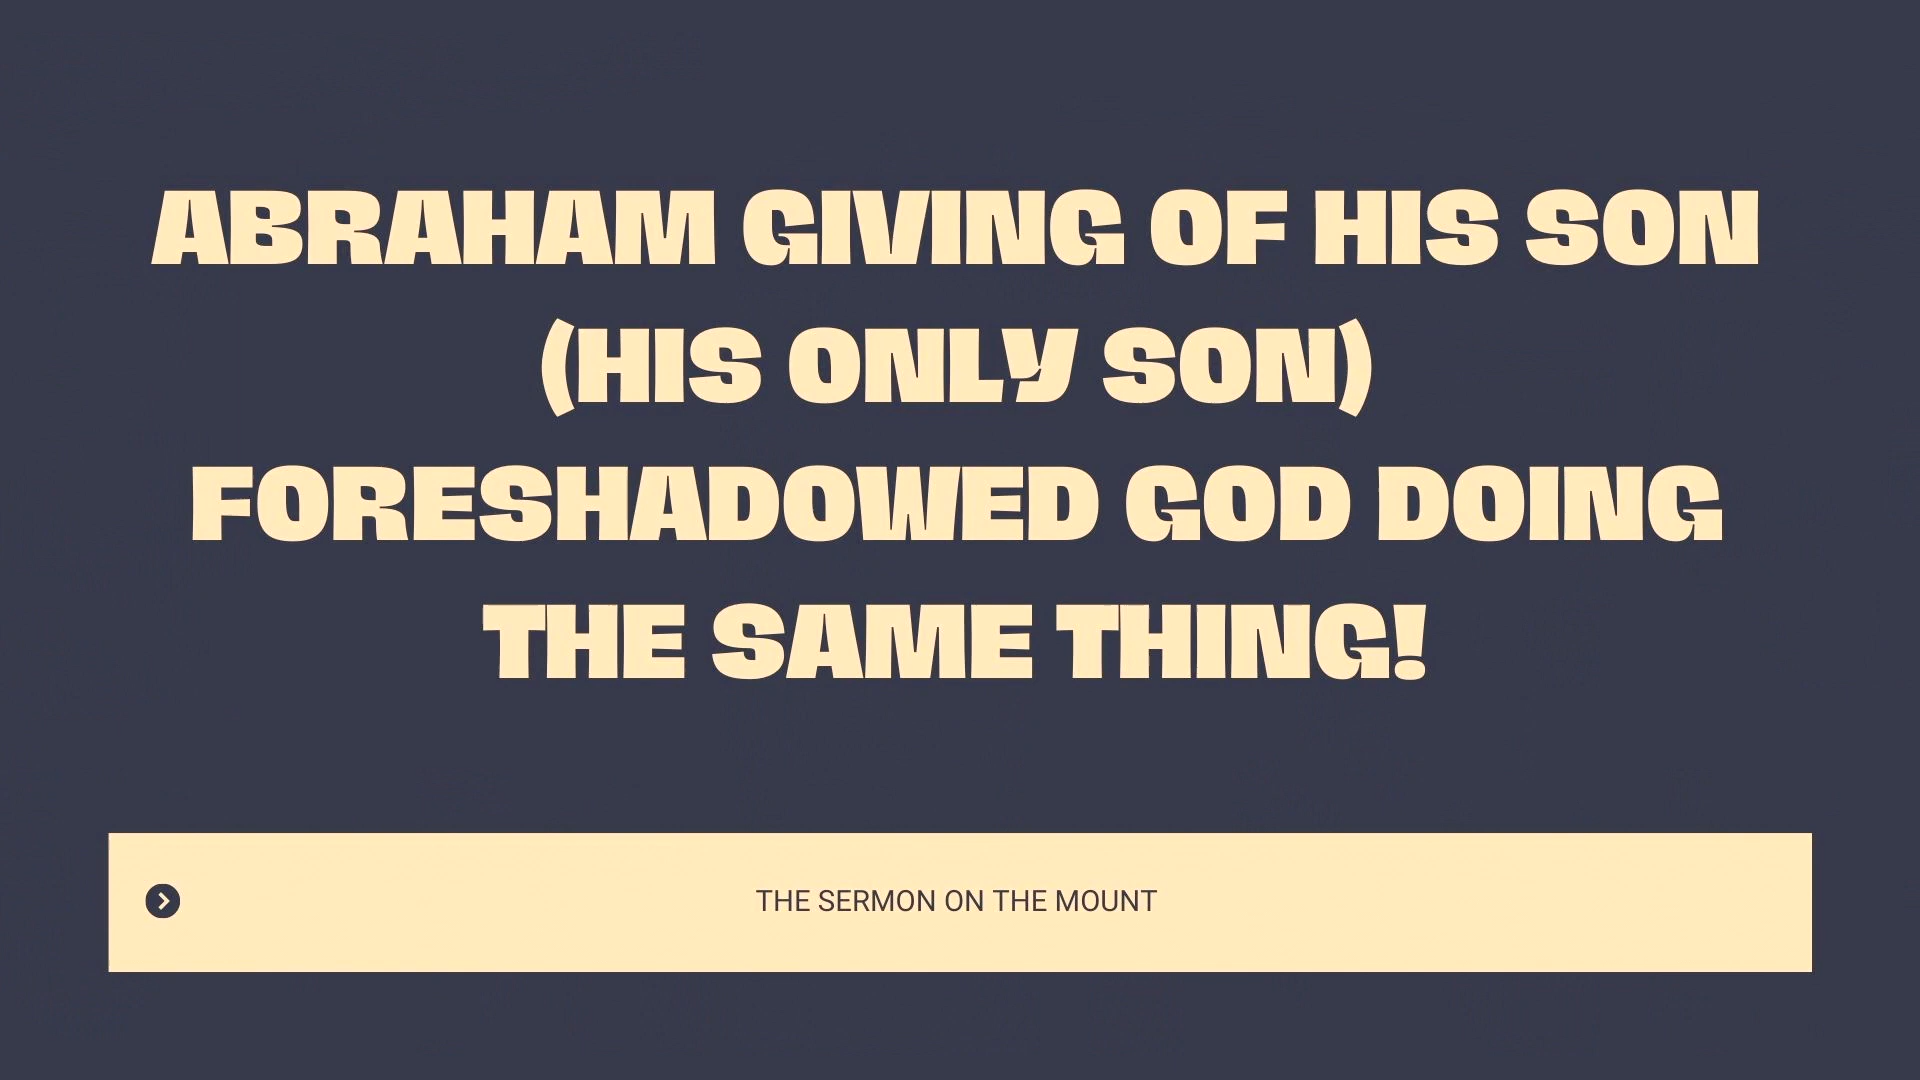 ABRAHAM GIVING OF HIS SON
(HIS ONLY SON)
FORESHADOWED GOD DOING
THE SAME THING!
THE SERMON ON THE MOUNT